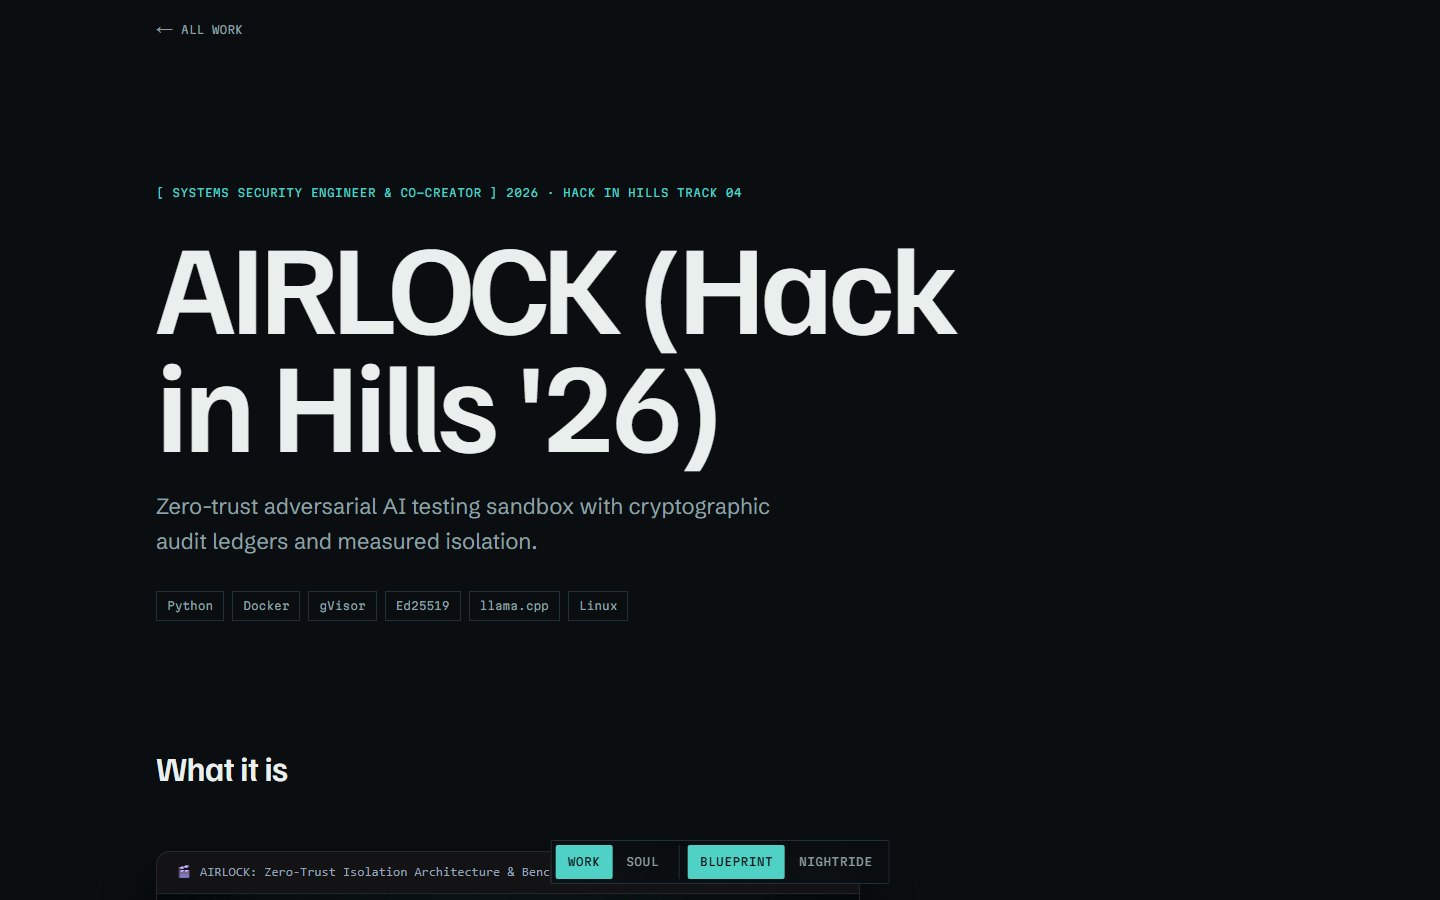 ← ALL WORK
[ SYSTEMS SECURITY ENGINEER & CO-CREATOR ] 2026 · HACK IN HILLS TRACK 04
AIRLOCK (Hack
in Hills '26)
Zero-trust adversarial AI testing sandbox with cryptographic
audit ledgers and measured isolation.
Python Docker gVisor Ed25519 llama.cpp Linux
What it is
AIRLOCK: Zero-Trust Isolation Architecture & Benc
WORK SOUL BLUEPRINT NIGHTRIDE